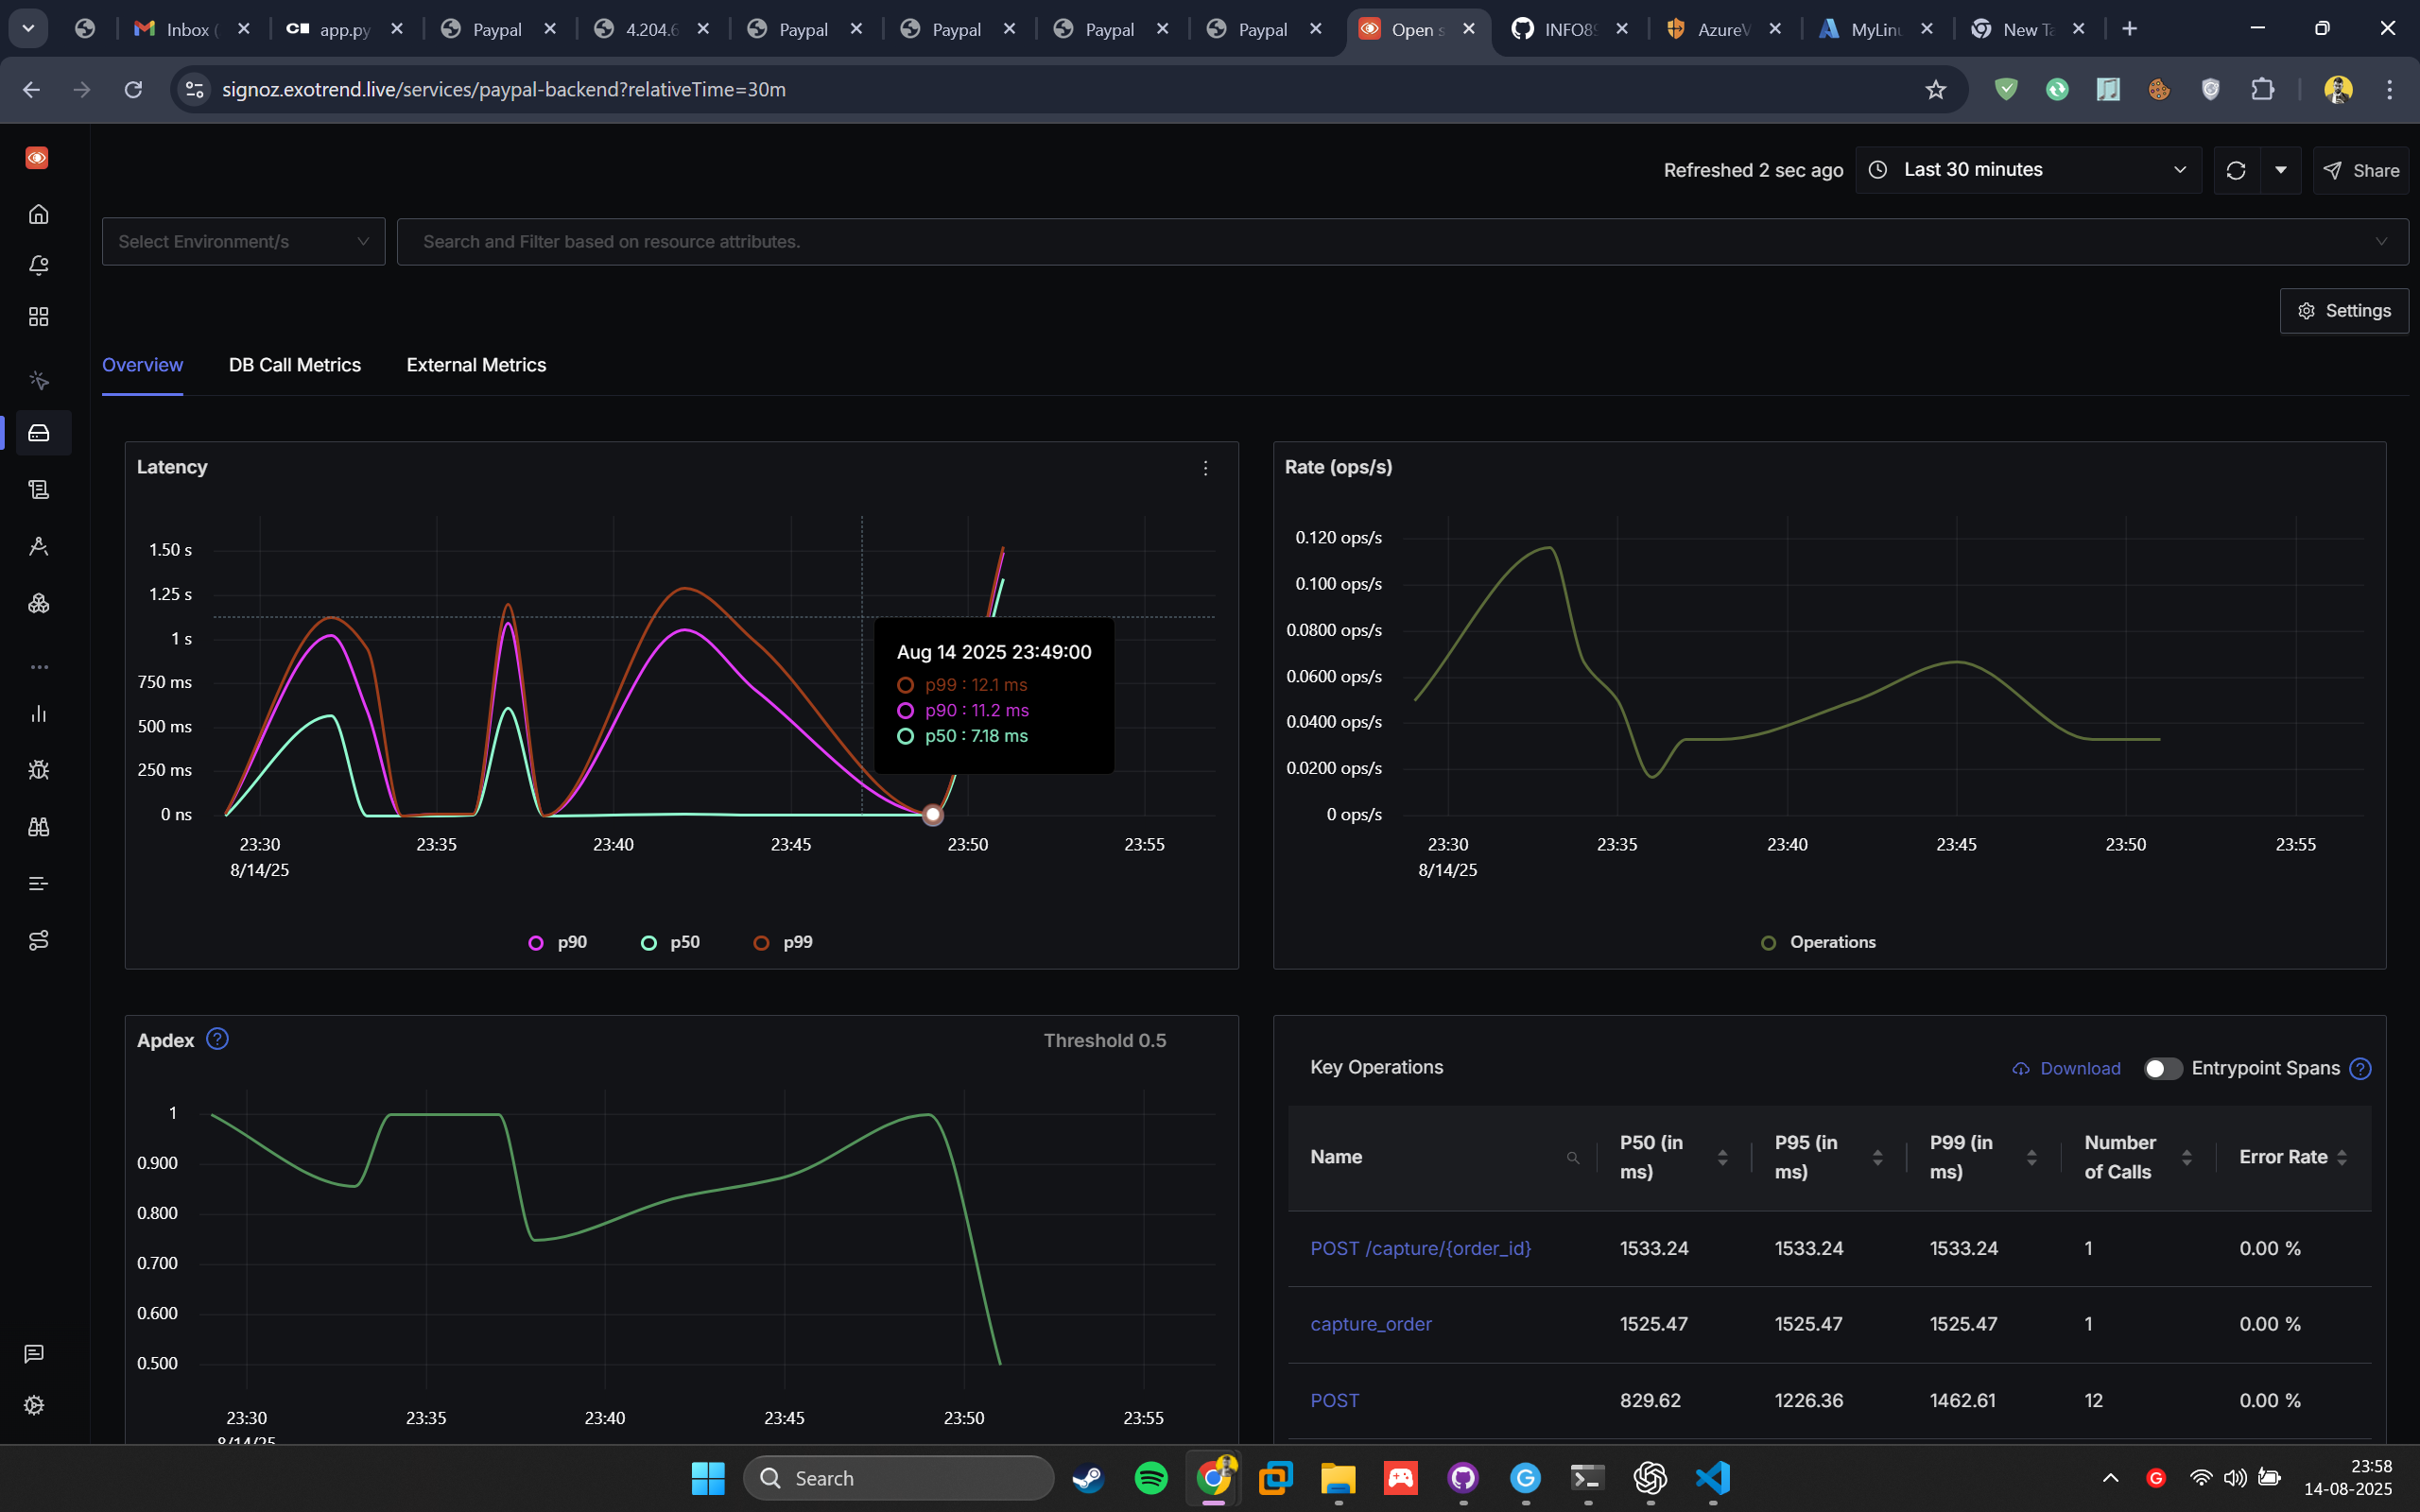 Inbox (
app.py
Paypal
4.204.6
Paypal
Paypal
Paypal
Paypal
Open s
INFO89
AzureV
MyLinu
New Ta
signoz.exotrend.live/services/paypal-backend?relativeTime=30m
Refreshed 2 sec ago
Last 30 minutes
Share
Select Environment/s
Search and Filter based on resource attributes.
Settings
Overview
DB Call Metrics
External Metrics
Latency
1.50 s
1.25 s
1 s
750 ms
500 ms
250 ms
0 ns
23:30
23:35
23:40
23:45
23:50
23:55
8/14/25
Aug 14 2025 23:49:00
p99 : 12.1 ms
p90 : 11.2 ms
p50 : 7.18 ms
p90
p50
p99
Rate (ops/s)
0.120 ops/s
0.100 ops/s
0.0800 ops/s
0.0600 ops/s
0.0400 ops/s
0.0200 ops/s
0 ops/s
23:30
23:35
23:40
23:45
23:50
23:55
8/14/25
Operations
Apdex
Threshold 0.5
1
0.900
0.800
0.700
0.600
0.500
23:30
23:35
23:40
23:45
23:50
23:55
8/14/25
Key Operations
Download
Entrypoint Spans
Name
P50 (in ms)
P95 (in ms)
P99 (in ms)
Number of Calls
Error Rate
POST /capture/{order_id} 1533.24 1533.24 1533.24 1 0.00 %
capture_order 1525.47 1525.47 1525.47 1 0.00 %
POST 829.62 1226.36 1462.61 12 0.00 %
Search
23:58
14-08-2025